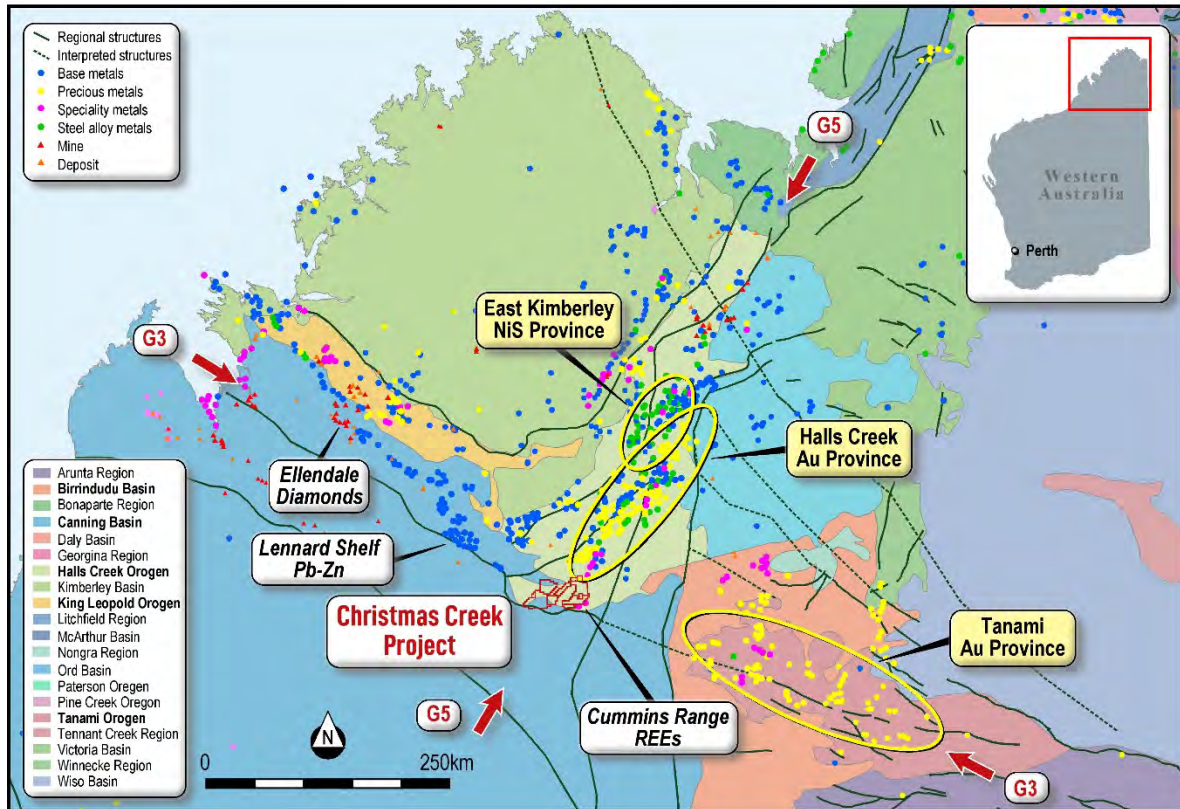 Regional structures
Interpreted structures
Base metals
Precious metals
Speciality metals
Steel alloy metals
Mine
Deposit
G5
Western
Australia
Perth
East Kimberley
NiS Province
G3
Halls Creek
Au Province
Ellendale
Diamonds
Lennard Shelf
Pb-Zn
Christmas Creek
Project
Tanami
Au Province
Cummins Range
REEs
G5
G3
N
0
250km
Arunta Region
Birrindudu Basin
Bonaparte Region
Canning Basin
Daly Basin
Georgina Region
Halls Creek Orogen
Kimberley Basin
King Leopold Orogen
Litchfield Region
McArthur Basin
Nongra Region
Ord Basin
Paterson Oregen
Pine Creek Oregon
Tanami Orogen
Tennant Creek Region
Victoria Basin
Winnecke Region
Wiso Basin